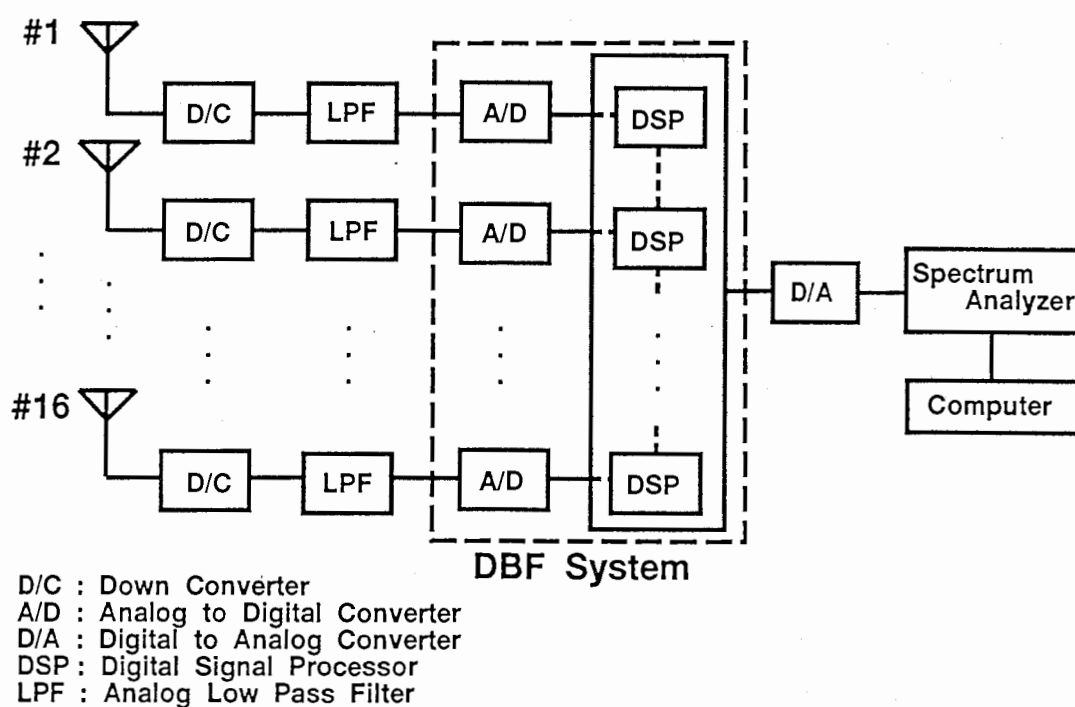 #1
D/C
LPF
A/D
DSP
#2
D/C
LPF
A/D
DSP
D/A
Spectrum
Analyzer
Computer
#16
D/C
LPF
A/D
DSP
DBF System
D/C : Down Converter
A/D : Analog to Digital Converter
D/A : Digital to Analog Converter
DSP : Digital Signal Processor
LPF : Analog Low Pass Filter